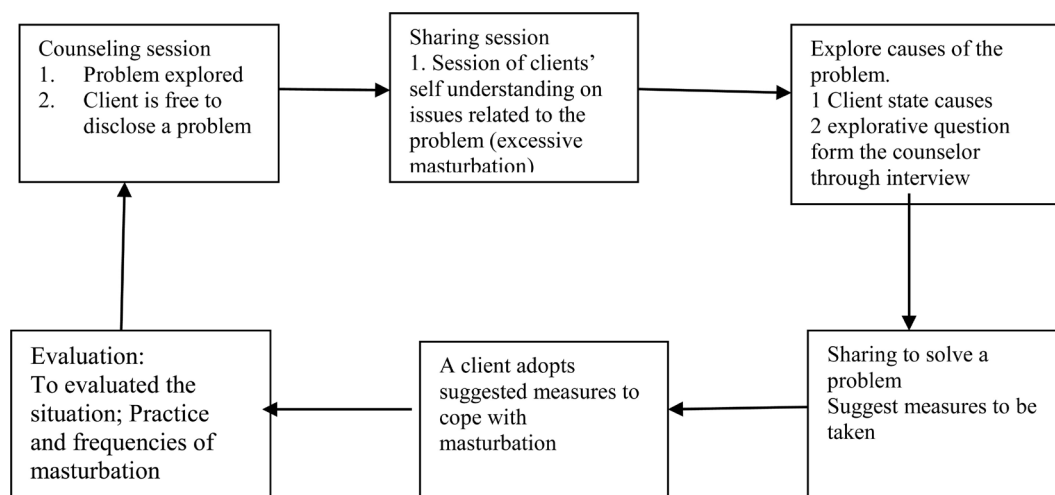 Counseling session
1. Problem explored
2. Client is free to
disclose a problem
Sharing session
1. Session of clients’
self understanding on
issues related to the
problem (excessive
masturbation)
Explore causes of the
problem.
1 Client state causes
2 explorative question
form the counselor
through interview
Sharing to solve a
problem
Suggest measures to be
taken
A client adopts
suggested measures to
cope with
masturbation
Evaluation:
To evaluated the
situation; Practice
and frequencies of
masturbation